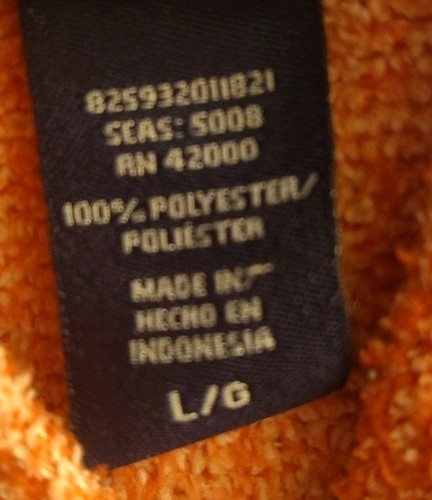 825932011821
SEAS: S008
RN 42000
100% POLYESTER/
POLIÉSTER
MADE IN/
HECHO EN
INDONESIA
L/G